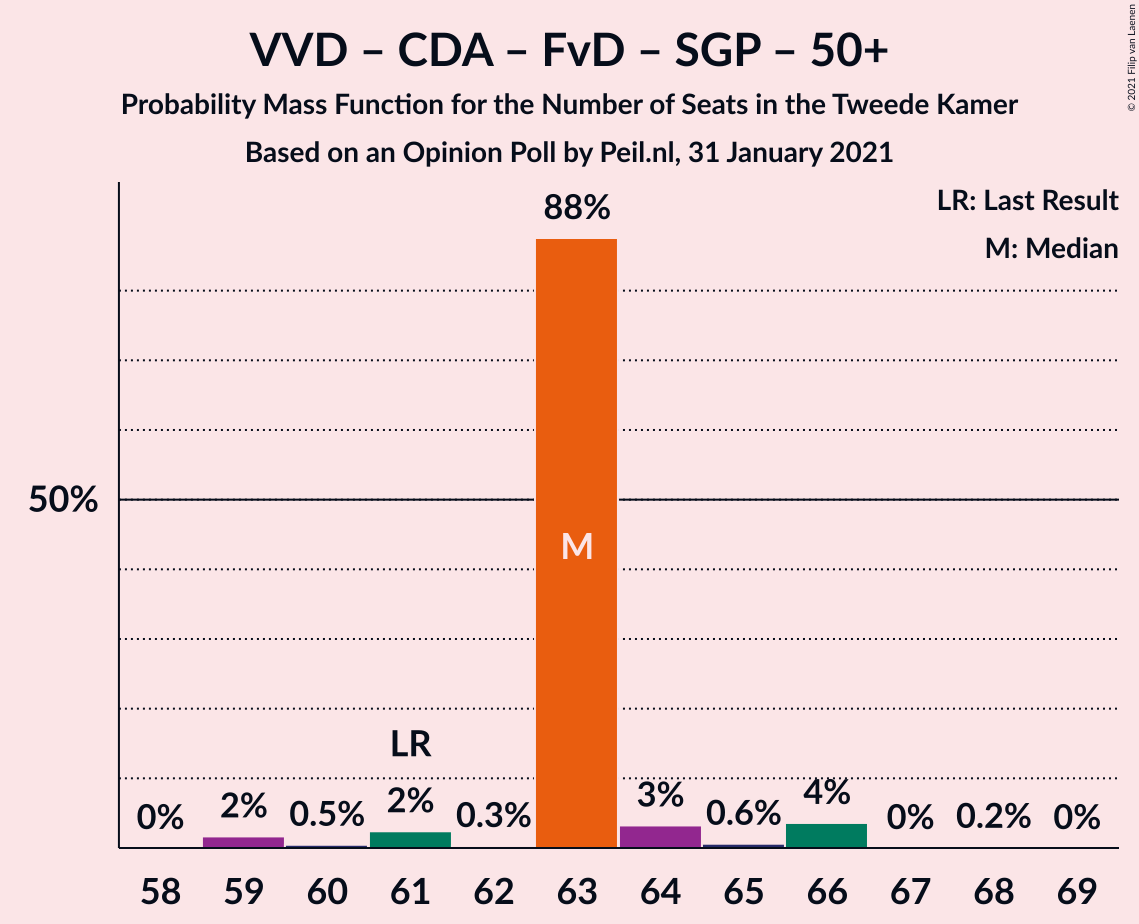 VVD – CDA – FvD – SGP – 50+
Probability Mass Function for the Number of Seats in the Tweede Kamer
Based on an Opinion Poll by Peil.nl, 31 January 2021
© 2021 Filip van Laenen
LR: Last Result
M: Median
88%
50%
M
LR
0%
2%
0.5%
2%
0.3%
3%
0.6%
4%
0%
0.2%
0%
58 59 60 61 62 63 64 65 66 67 68 69